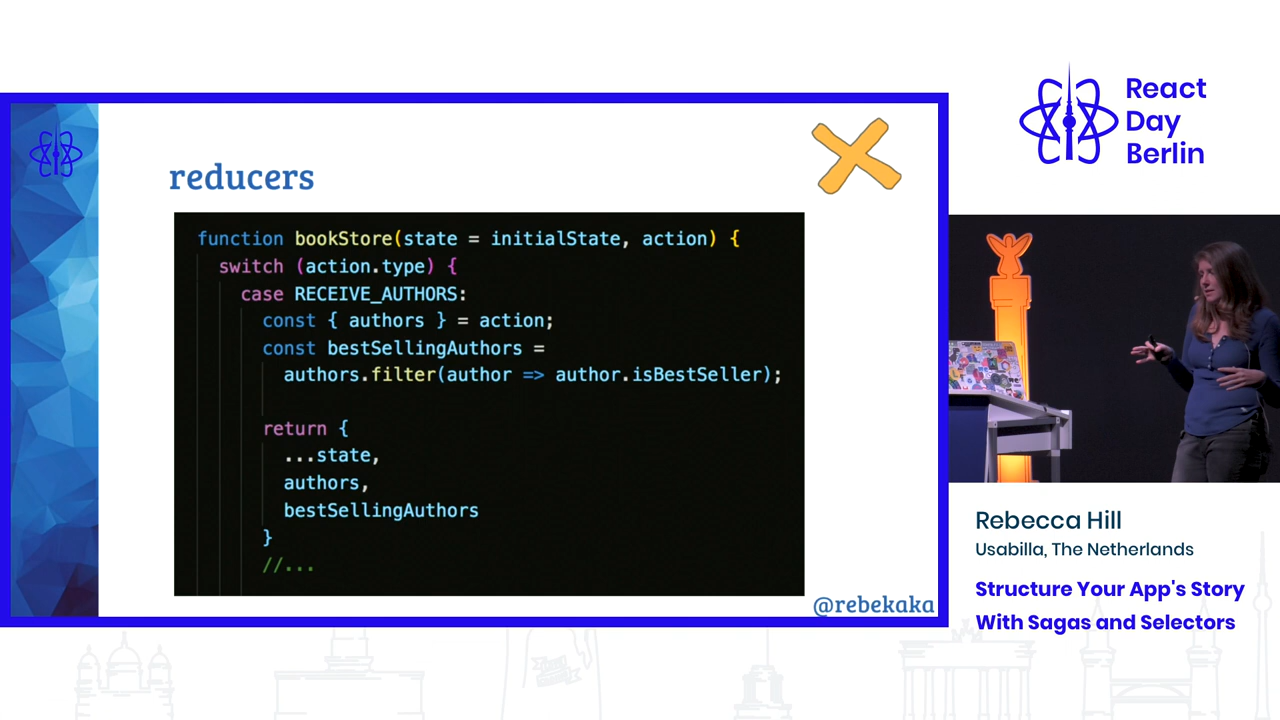 React
Day
Berlin
reducers
function bookStore(state = initialState, action) {
switch (action.type) {
case RECEIVE_AUTHORS:
const { authors } = action;
const bestSellingAuthors =
authors.filter(author => author.isBestSeller);
return {
...state,
authors,
bestSellingAuthors
}
//...
@rebekaka
Rebecca Hill
Usabilla, The Netherlands
Structure Your App's Story
With Sagas and Selectors